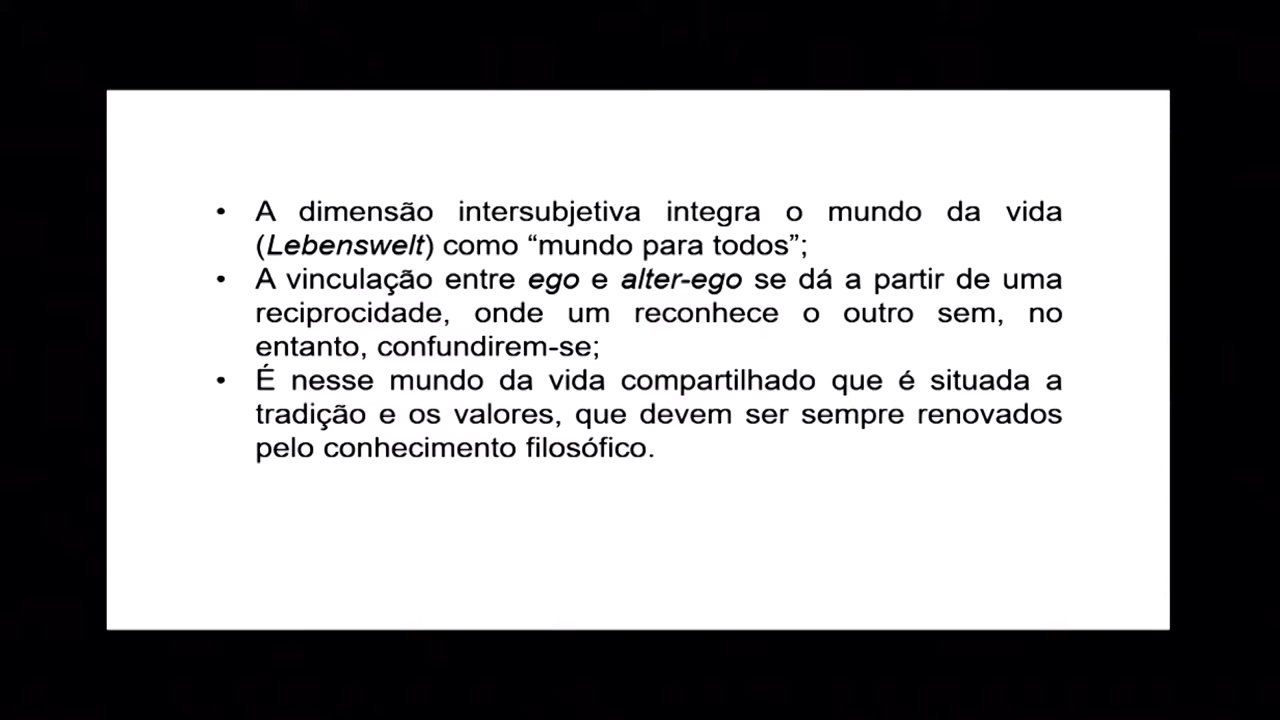 • A dimensão intersubjetiva integra o mundo da vida
(Lebenswelt) como “mundo para todos”;
• A vinculação entre ego e alter-ego se dá a partir de uma
reciprocidade, onde um reconhece o outro sem, no
entanto, confundirem-se;
• É nesse mundo da vida compartilhado que é situada a
tradição e os valores, que devem ser sempre renovados
pelo conhecimento filosófico.